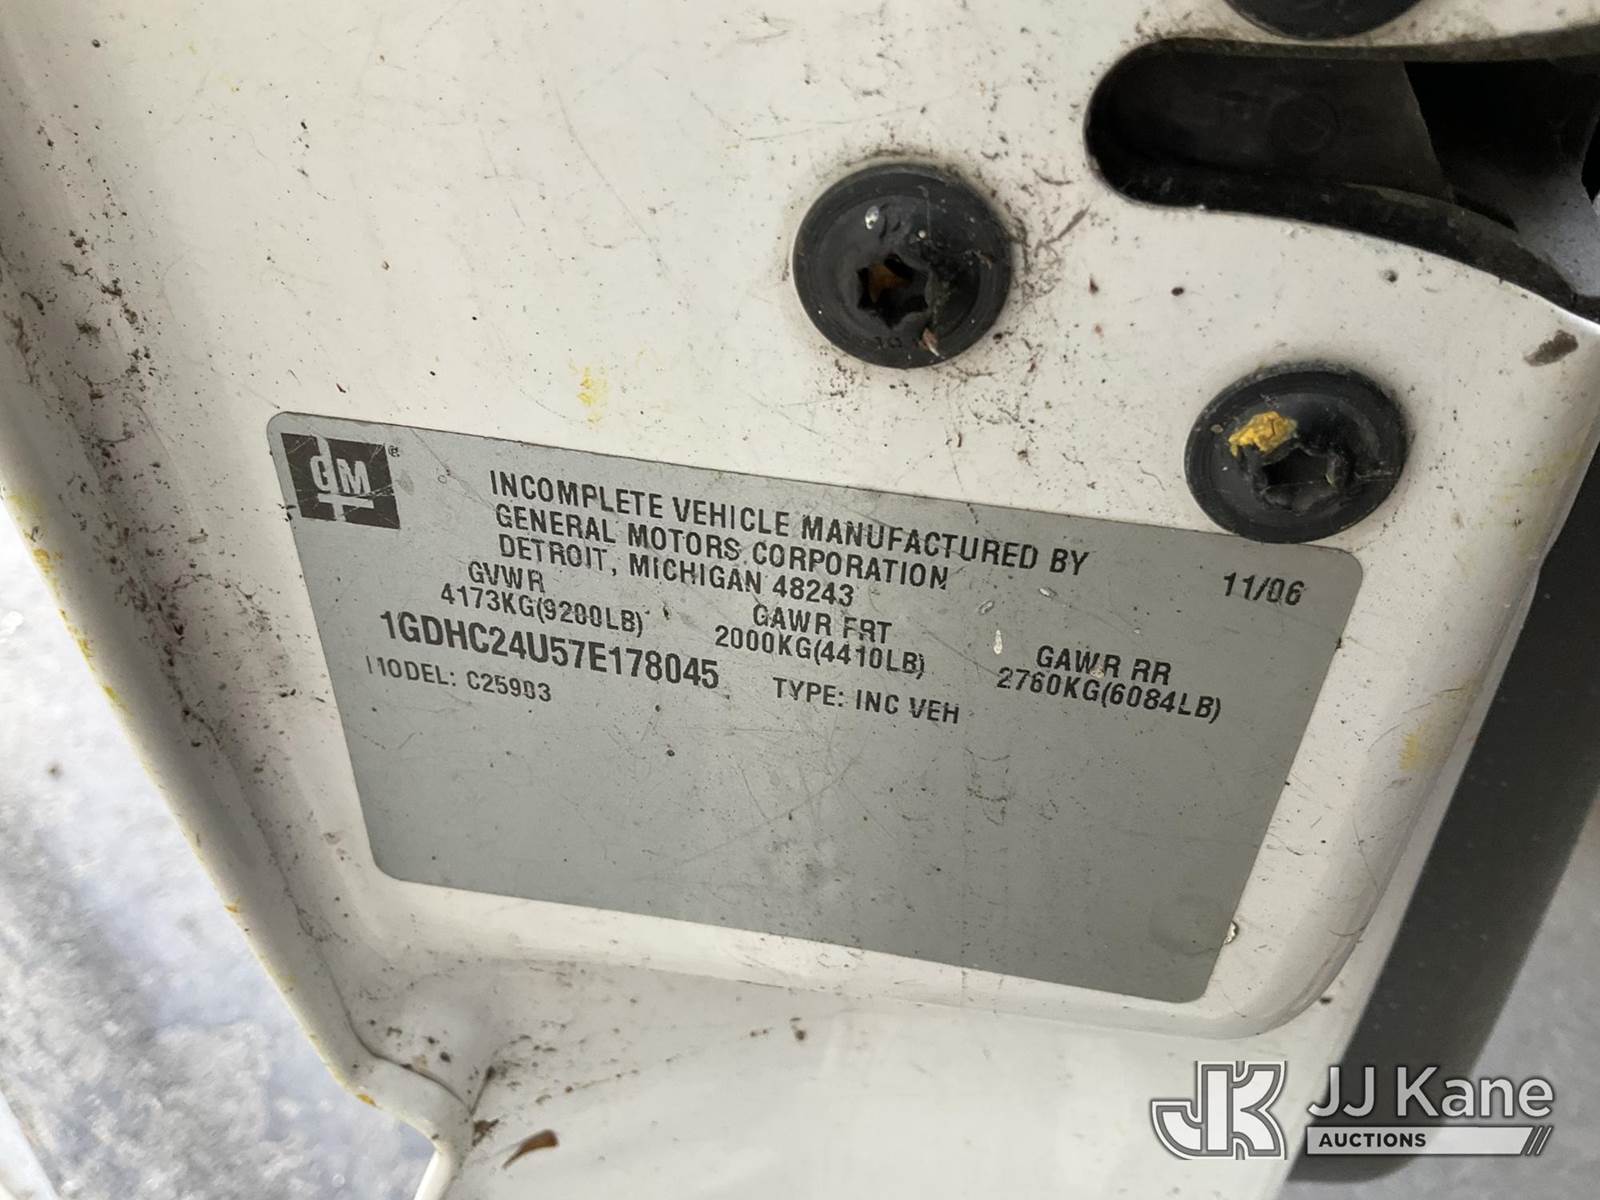 GM®
INCOMPLETE VEHICLE MANUFACTURED BY
GENERAL MOTORS CORPORATION
DETROIT, MICHIGAN 48243
11/06
GVWR
4173KG(9200LB)
GAWR FRT
2000KG(4410LB)
GAWR RR
2760KG(6084LB)
1GDHC24U57E178045
MODEL: C25903
TYPE: INC VEH
JK
JJ Kane
AUCTIONS